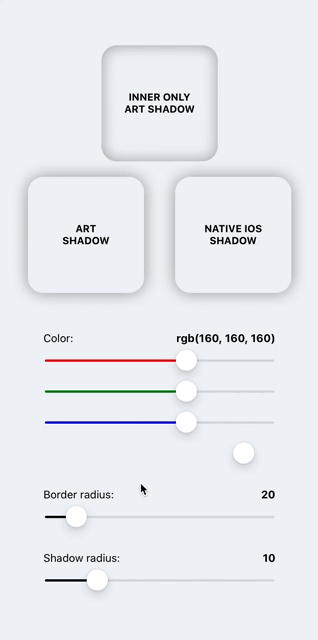 INNER ONLY
ART SHADOW
ART
SHADOW
NATIVE IOS
SHADOW
Color: rgb(160, 160, 160)
Border radius: 20
Shadow radius: 10